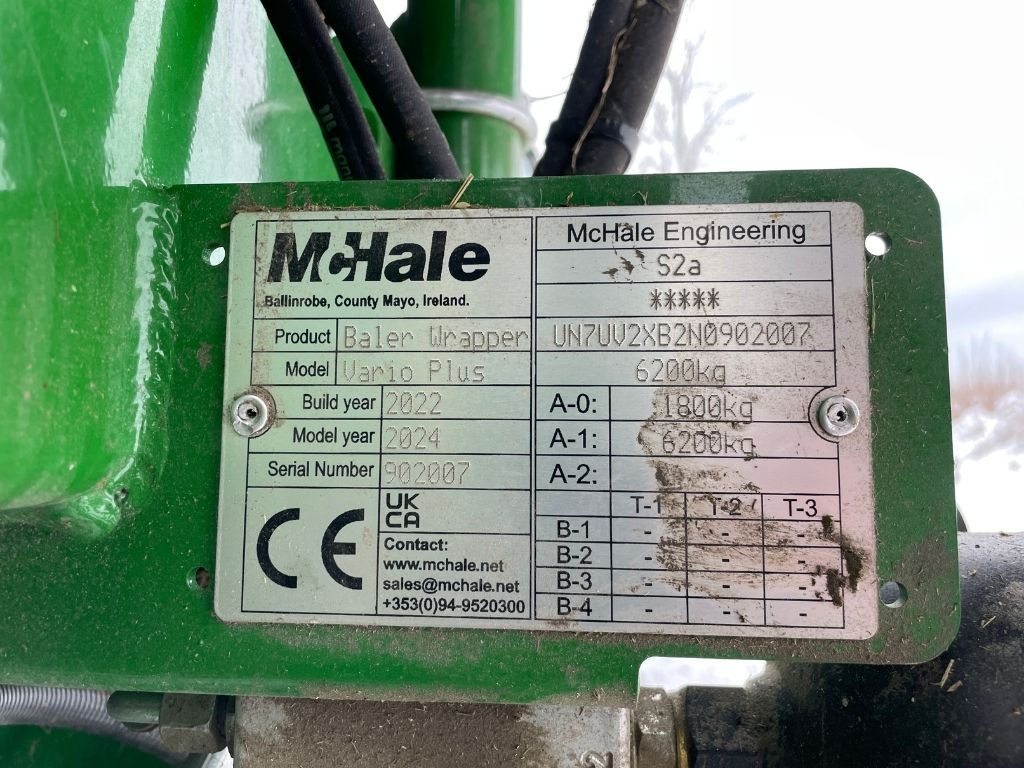 McHale
Ballinrobe, County Mayo, Ireland.
Product Baler Wrapper
Model Vario Plus
Build year 2022
Model year 2024
Serial Number 902007
CE
UK
CA
Contact:
www.mchale.net
sales@mchale.net
+353(0)94-9520300
McHale Engineering
S2a
*****
UN7UV2XB2N0902007
6200kg
A-0: 1800kg
A-1: 6200kg
A-2:
T-1 T-2 T-3
B-1 - - -
B-2 - - -
B-3 - - -
B-4 - - -
2